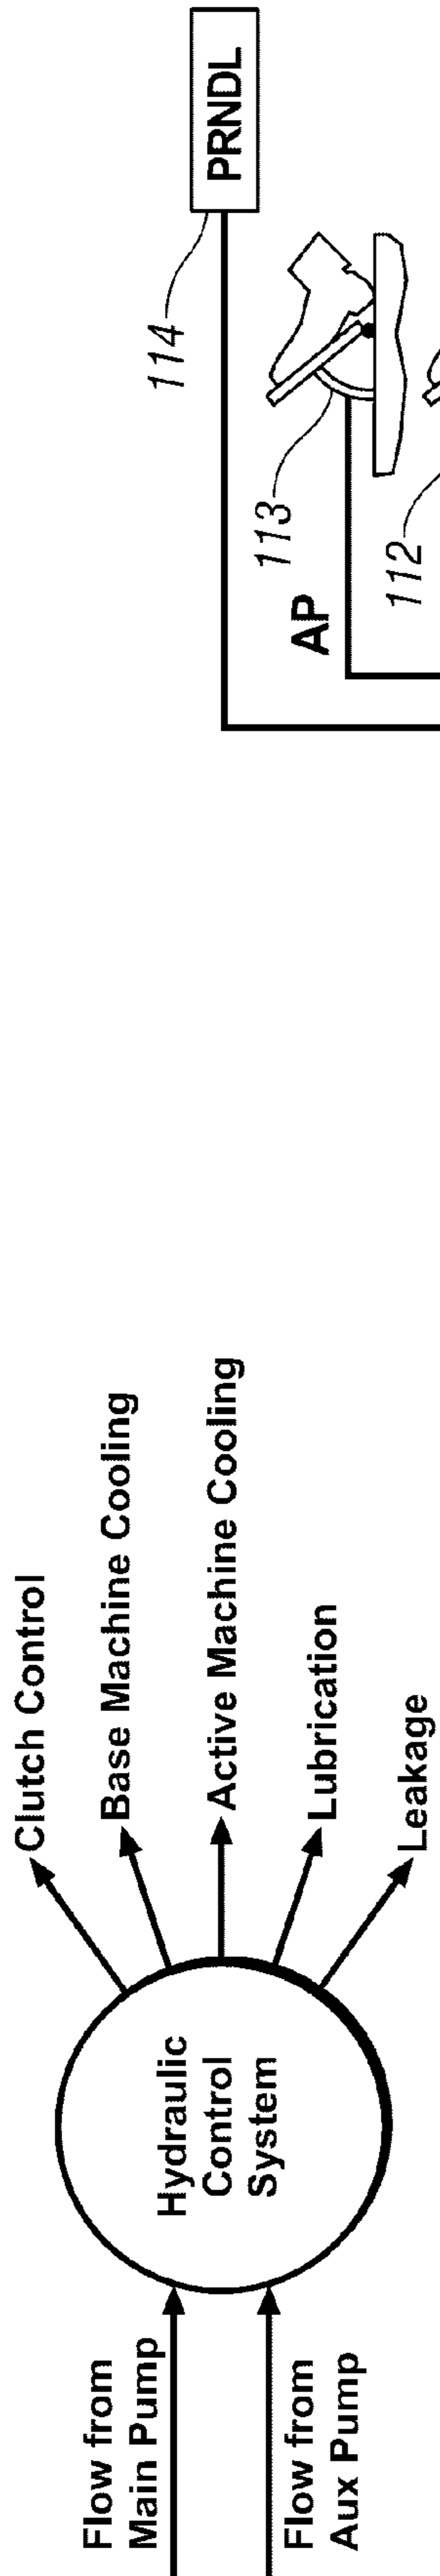 Flow from
Main Pump
Flow from
Aux Pump
Hydraulic
Control
System
Clutch Control
Base Machine Cooling
Active Machine Cooling
Lubrication
Leakage
114
PRNDL
113
AP
112